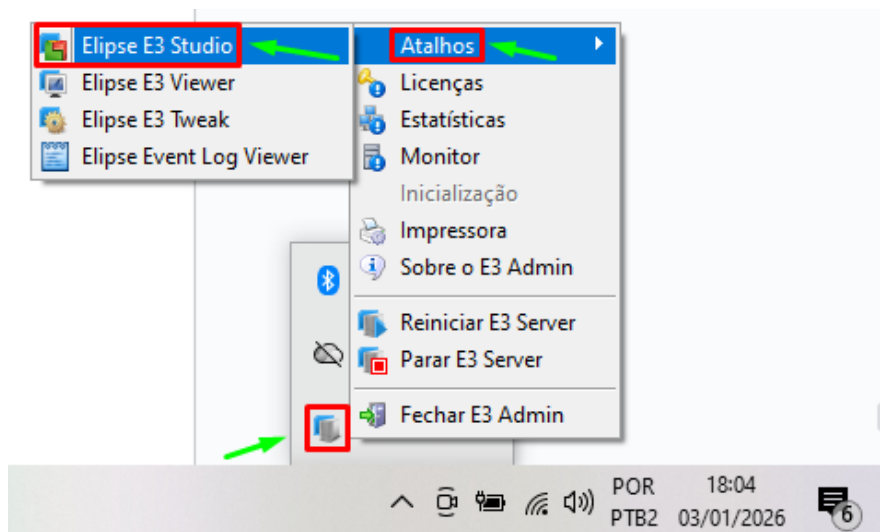 Elipse E3 Studio
Elipse E3 Viewer
Elipse E3 Tweak
Elipse Event Log Viewer
Atalhos
Licenças
Estatísticas
Monitor
Inicialização
Impressora
Sobre o E3 Admin
Reiniciar E3 Server
Parar E3 Server
Fechar E3 Admin
POR
PTB2
18:04
03/01/2026
6